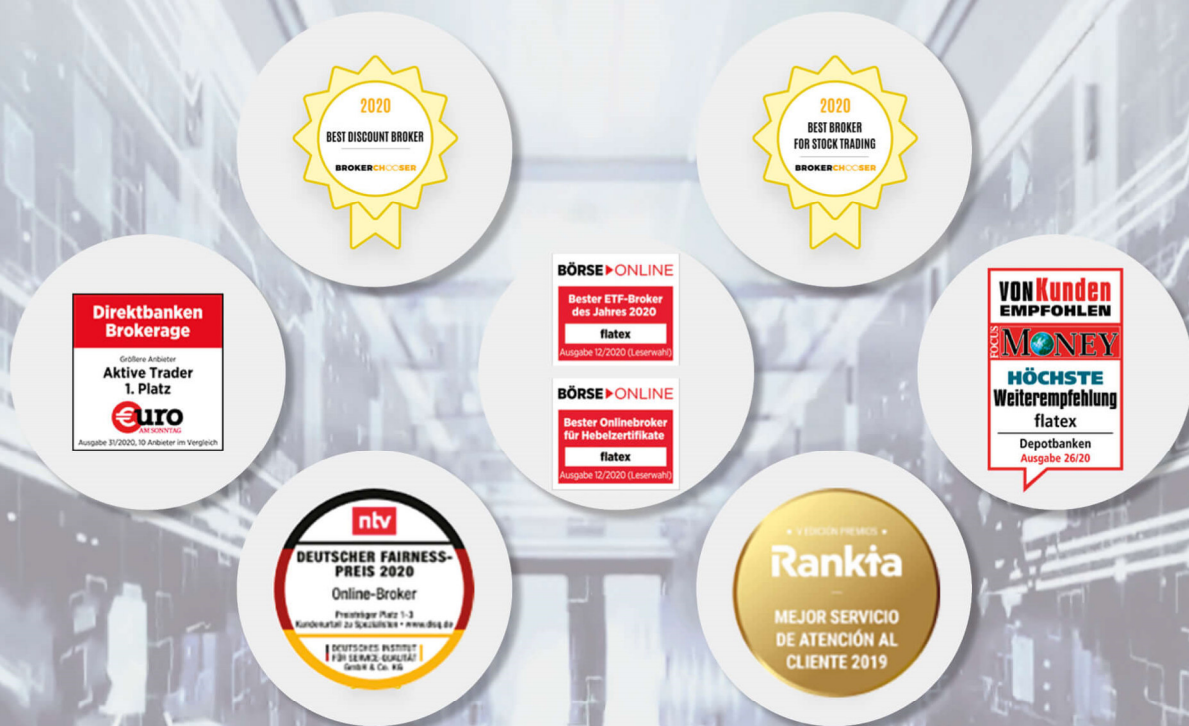 2020
BEST DISCOUNT BROKER
BROKERCHOOSER
2020
BEST BROKER
FOR STOCK TRADING
BROKERCHOOSER
Direktbanken
Brokerage
Größere Anbieter
Aktive Trader
1. Platz
€uro
AM SONNTAG
Ausgabe 31/2020, 10 Anbieter im Vergleich
BÖRSE ONLINE
Bester ETF-Broker
des Jahres 2020
flatex
Ausgabe 12/2020 (Leserwahl)
BÖRSE ONLINE
Bester Onlinebroker
für Hebelzertifikate
flatex
Ausgabe 12/2020 (Leserwahl)
VON Kunden
EMPFOHLEN
FOCUS
MONEY
HÖCHSTE
Weiterempfehlung
flatex
Depotbanken
Ausgabe 26/20
ntv
DEUTSCHER FAIRNESS-
PREIS 2020
Online-Broker
Preisträger Platz 1-3
Kundenurteil zu Spezialisten • www.disq.de
DEUTSCHES INSTITUT
FÜR SERVICE-QUALITÄT
GmbH & Co. KG
• V EDICIÓN PREMIOS •
Rankia
MEJOR SERVICIO
DE ATENCIÓN AL
CLIENTE 2019